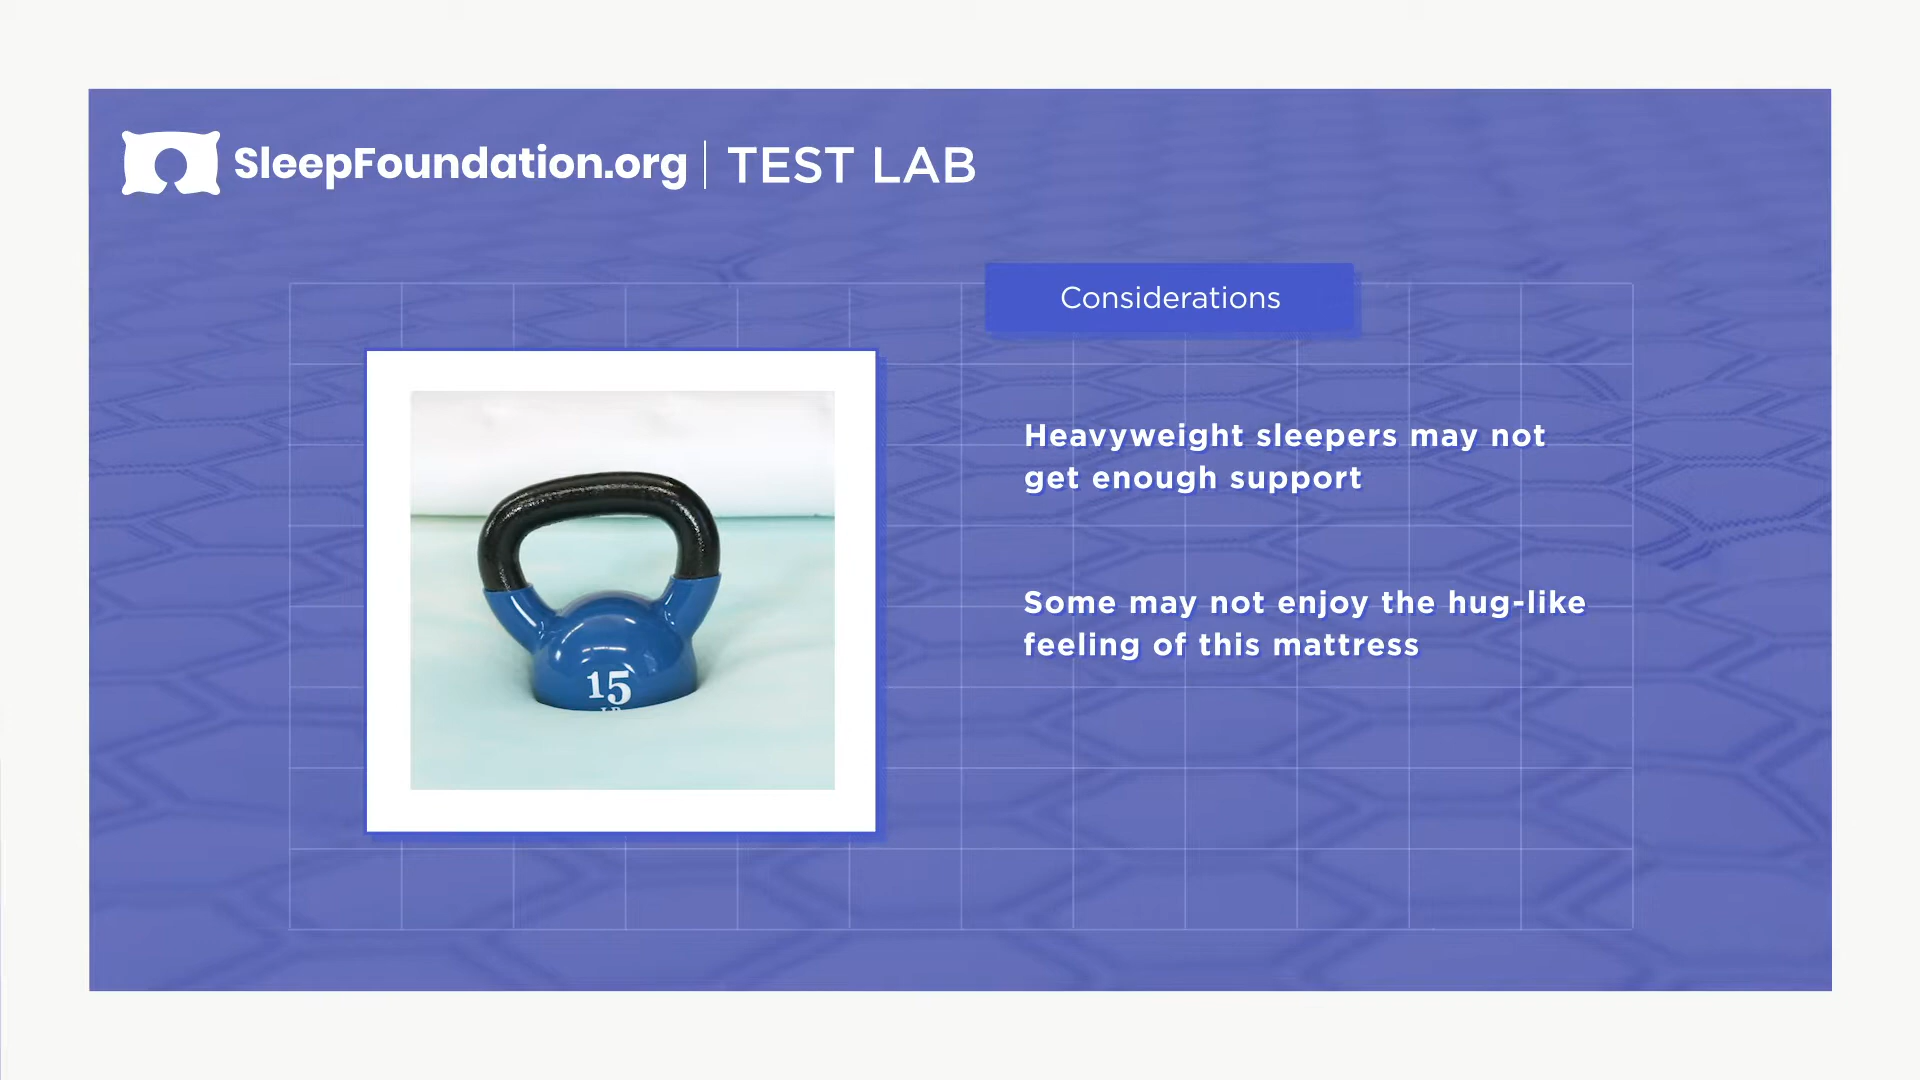 SleepFoundation.org | TEST LAB
Considerations
Heavyweight sleepers may not
get enough support
Some may not enjoy the hug-like
feeling of this mattress
15